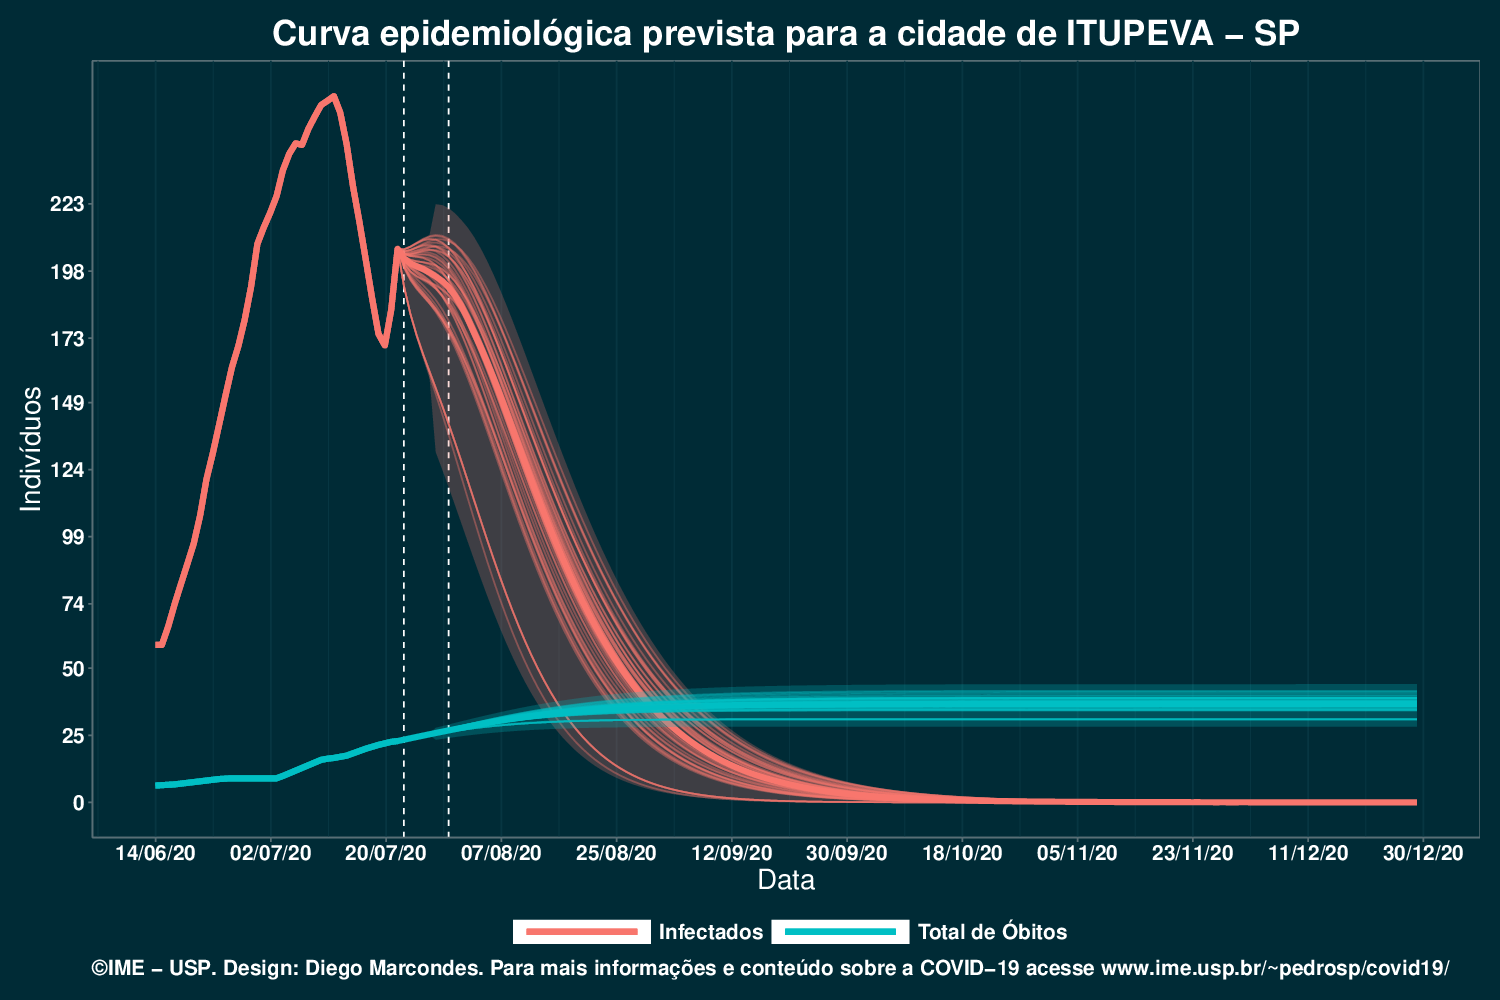 Curva epidemiológica prevista para a cidade de ITUPEVA – SP
Indivíduos
223
198
173
149
124
99
74
50
25
0
14/06/20 02/07/20 20/07/20 07/08/20 25/08/20 12/09/20 30/09/20 18/10/20 05/11/20 23/11/20 11/12/20 30/12/20
Data
Infectados Total de Óbitos
©IME – USP. Design: Diego Marcondes. Para mais informações e conteúdo sobre a COVID–19 acesse www.ime.usp.br/~pedrosp/covid19/